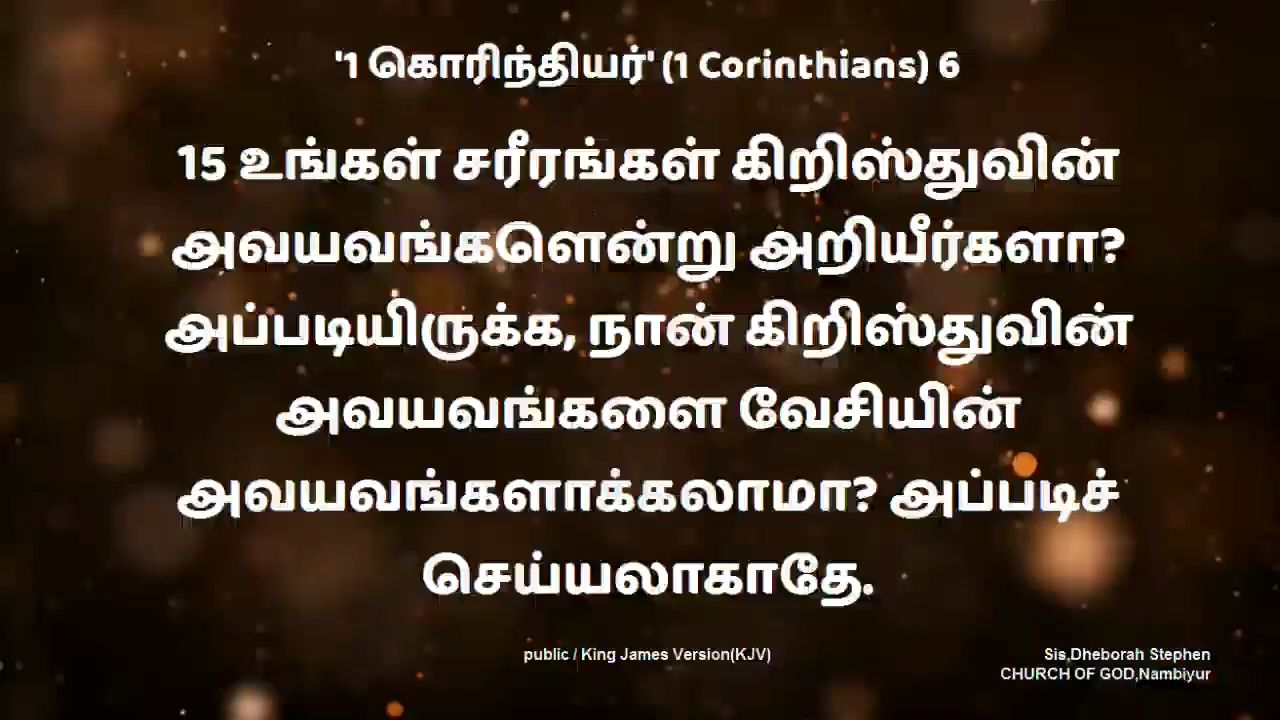 '1 கொரிந்தியர்' (1 Corinthians) 6
15 உங்கள் சரீரங்கள் கிறிஸ்துவின்
அவயவங்களென்று அறியீர்களா?
அப்படியிருக்க, நான் கிறிஸ்துவின்
அவயவங்களை வேசியின்
அவயவங்களாக்கலாமா? அப்படிச்
செய்யலாகாதே.
public / King James Version(KJV)
Sis,Dheborah Stephen
CHURCH OF GOD,Nambiyur